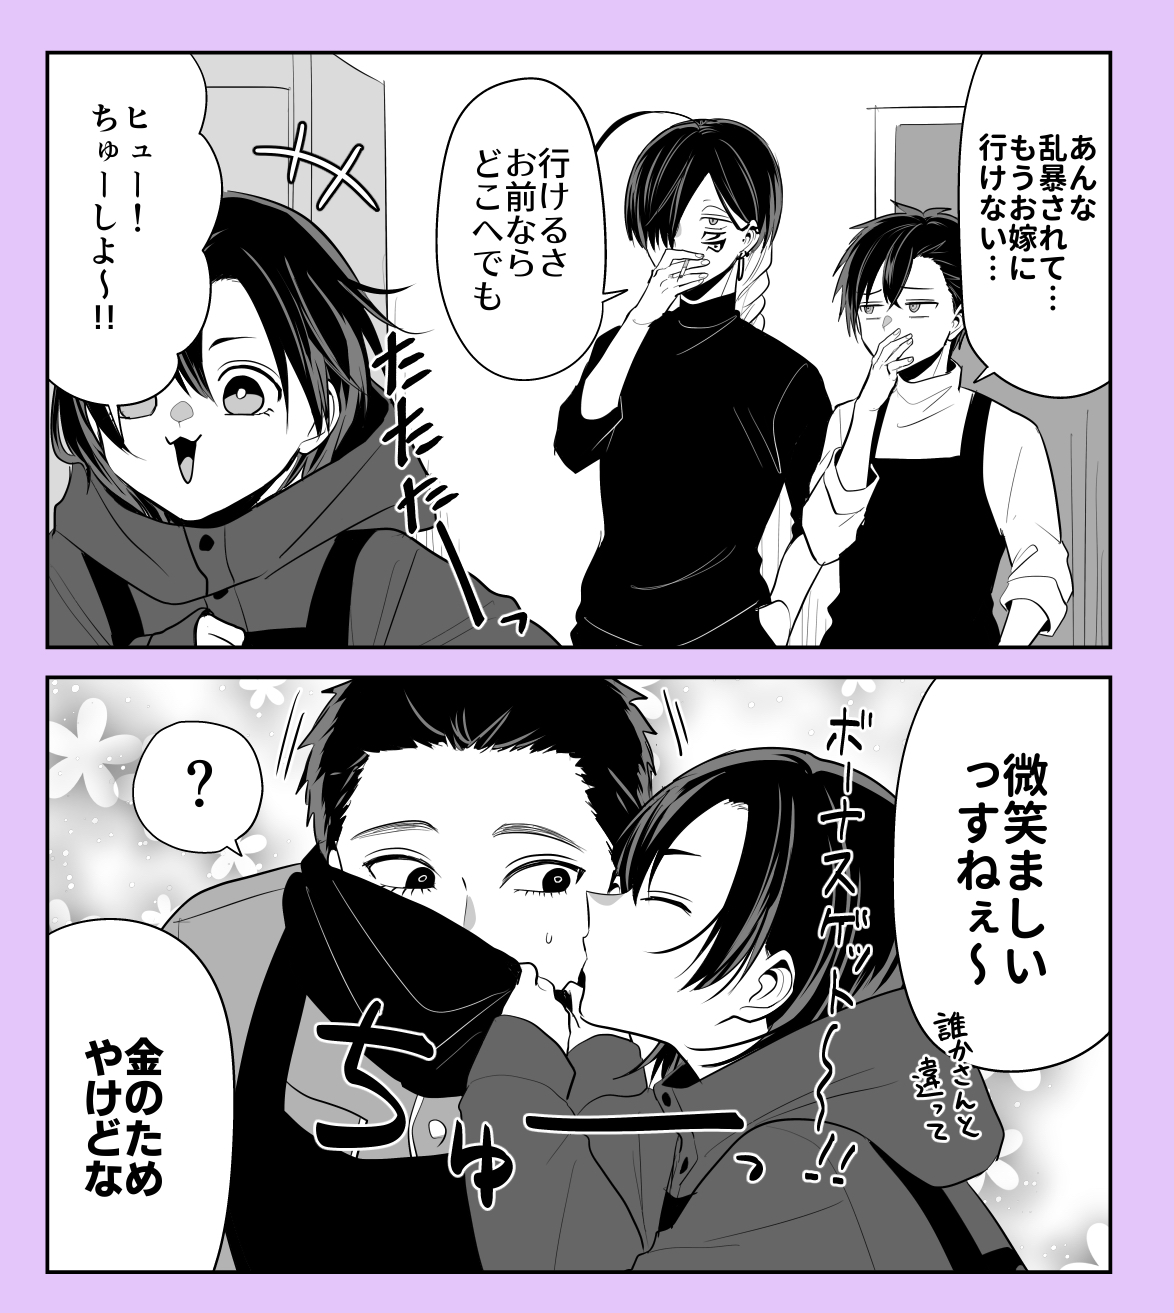 あんな
乱暴されて…
もうお嫁に
行けない…
行けるさ
お前なら
どこへでも
たたたーっ
ヒュー！
ちゅーしよ〜!!
微笑ましい
っすねぇ〜
誰かさんと
違って
ボーナスゲット〜〜!!
ちゅーっ
？
金のため
やけどな